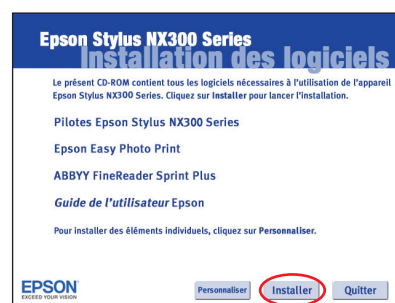 Epson Stylus NX300 Series
Installation des logiciels
Le présent CD-ROM contient tous les logiciels nécessaires à l'utilisation de l'appareil
Epson Stylus NX300 Series. Cliquez sur Installer pour lancer l'installation.
Pilotes Epson Stylus NX300 Series
Epson Easy Photo Print
ABBYY FineReader Sprint Plus
Guide de l'utilisateur Epson
Pour installer des éléments individuels, cliquez sur Personnaliser.
EPSON
EXCEED YOUR VISION
Personnaliser Installer Quitter